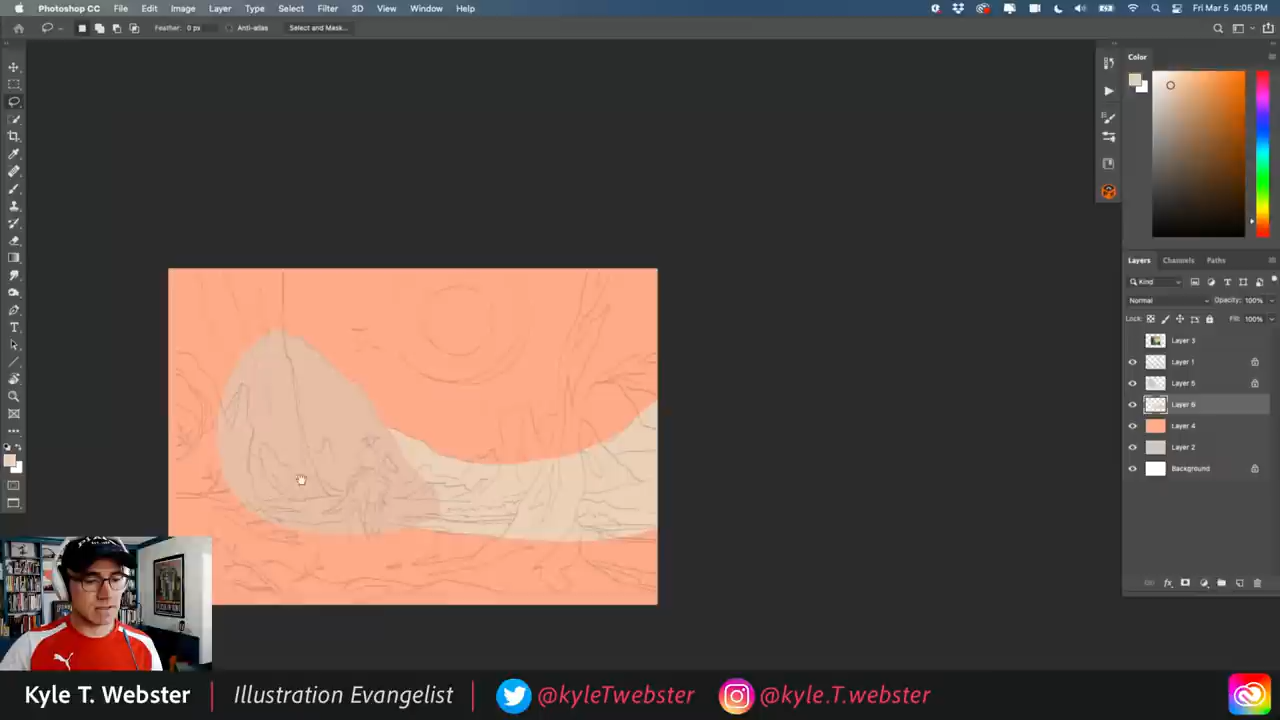 Photoshop CC File Edit Image Layer Type Select Filter 3D View Window Help Fri Mar 5 4:05 PM
Feather: 0 px Anti-alias Select and Mask...
Color
Layers Channels Paths
Kind
Normal Opacity: 100%
Lock: Fill: 100%
Layer 3
Layer 1
Layer 5
Layer 6
Layer 4
Layer 2
Background
fx
Kyle T. Webster | Illustration Evangelist | @kyleTwebster @kyle.T.webster